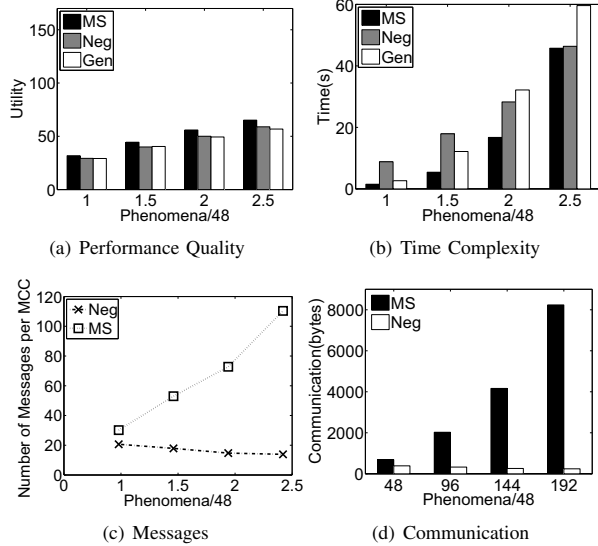 150
100
50
0
Utility
MS
Neg
Gen
1 1.5 2 2.5
Phenomena/48
(a) Performance Quality
60
40
20
0
Time(s)
MS
Neg
Gen
1 1.5 2 2.5
Phenomena/48
(b) Time Complexity
120
100
80
60
40
20
0
Number of Messages per MCC
Neg
MS
0 1 1.5 2 2.5
Phenomena/48
(c) Messages
8000
6000
4000
2000
0
Communication(bytes)
MS
Neg
48 96 144 192
Phenomena/48
(d) Communication